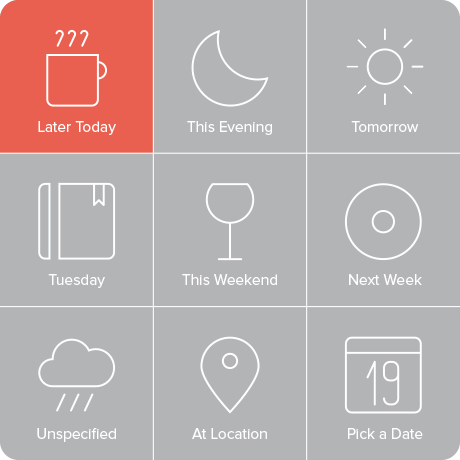 Later Today
This Evening
Tomorrow
Tuesday
This Weekend
Next Week
19
Unspecified
At Location
Pick a Date